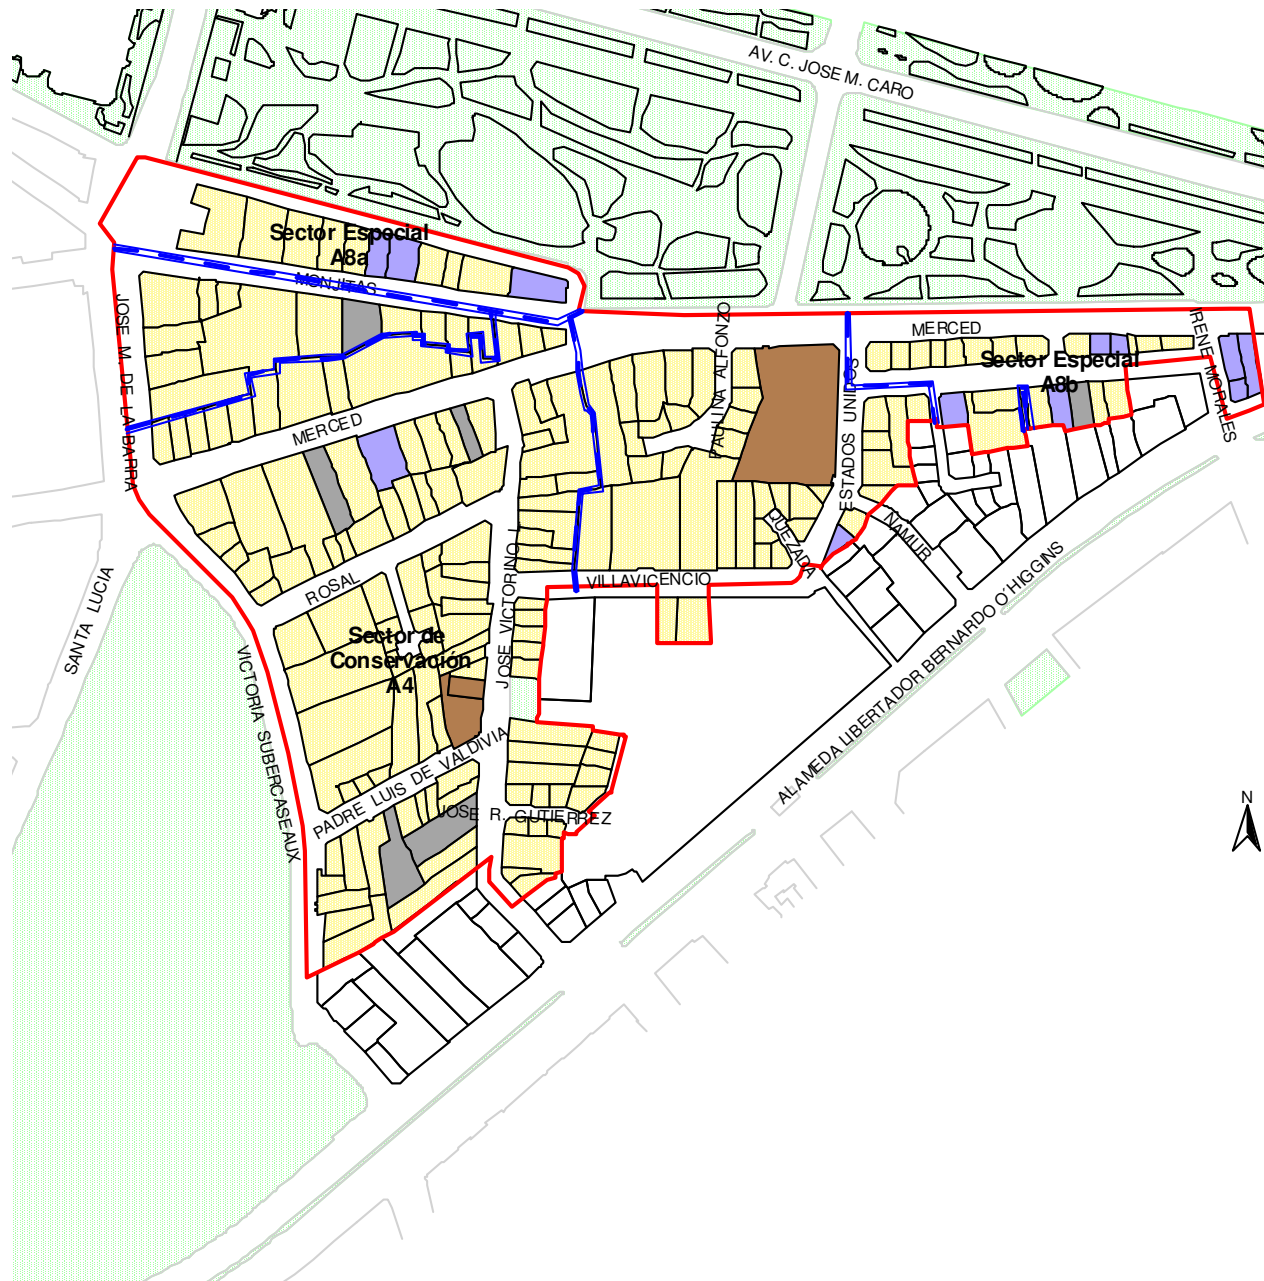 AV. C. JOSE M. CARO
Sector Especial
A8a
MONJITAS
JOSE M. DE LA BARRA
MERCED
PAULINA ALFONZO
ESTADOS UNIDOS
MERCED
IRENE MORALES
Sector Especial
A8b
QUEZADA
NAMUR
VILLAVICENCIO
ROSAL
JOSE VICTORINO L
SANTA LUCIA
Sector de
Conservación
A4
VICTORIA SUBERCASEAUX
ALAMEDA LIBERTADOR BERNARDO O´HIGGINS
PADRE LUIS DE VALDIVIA
JOSE R. GUTIERREZ
N